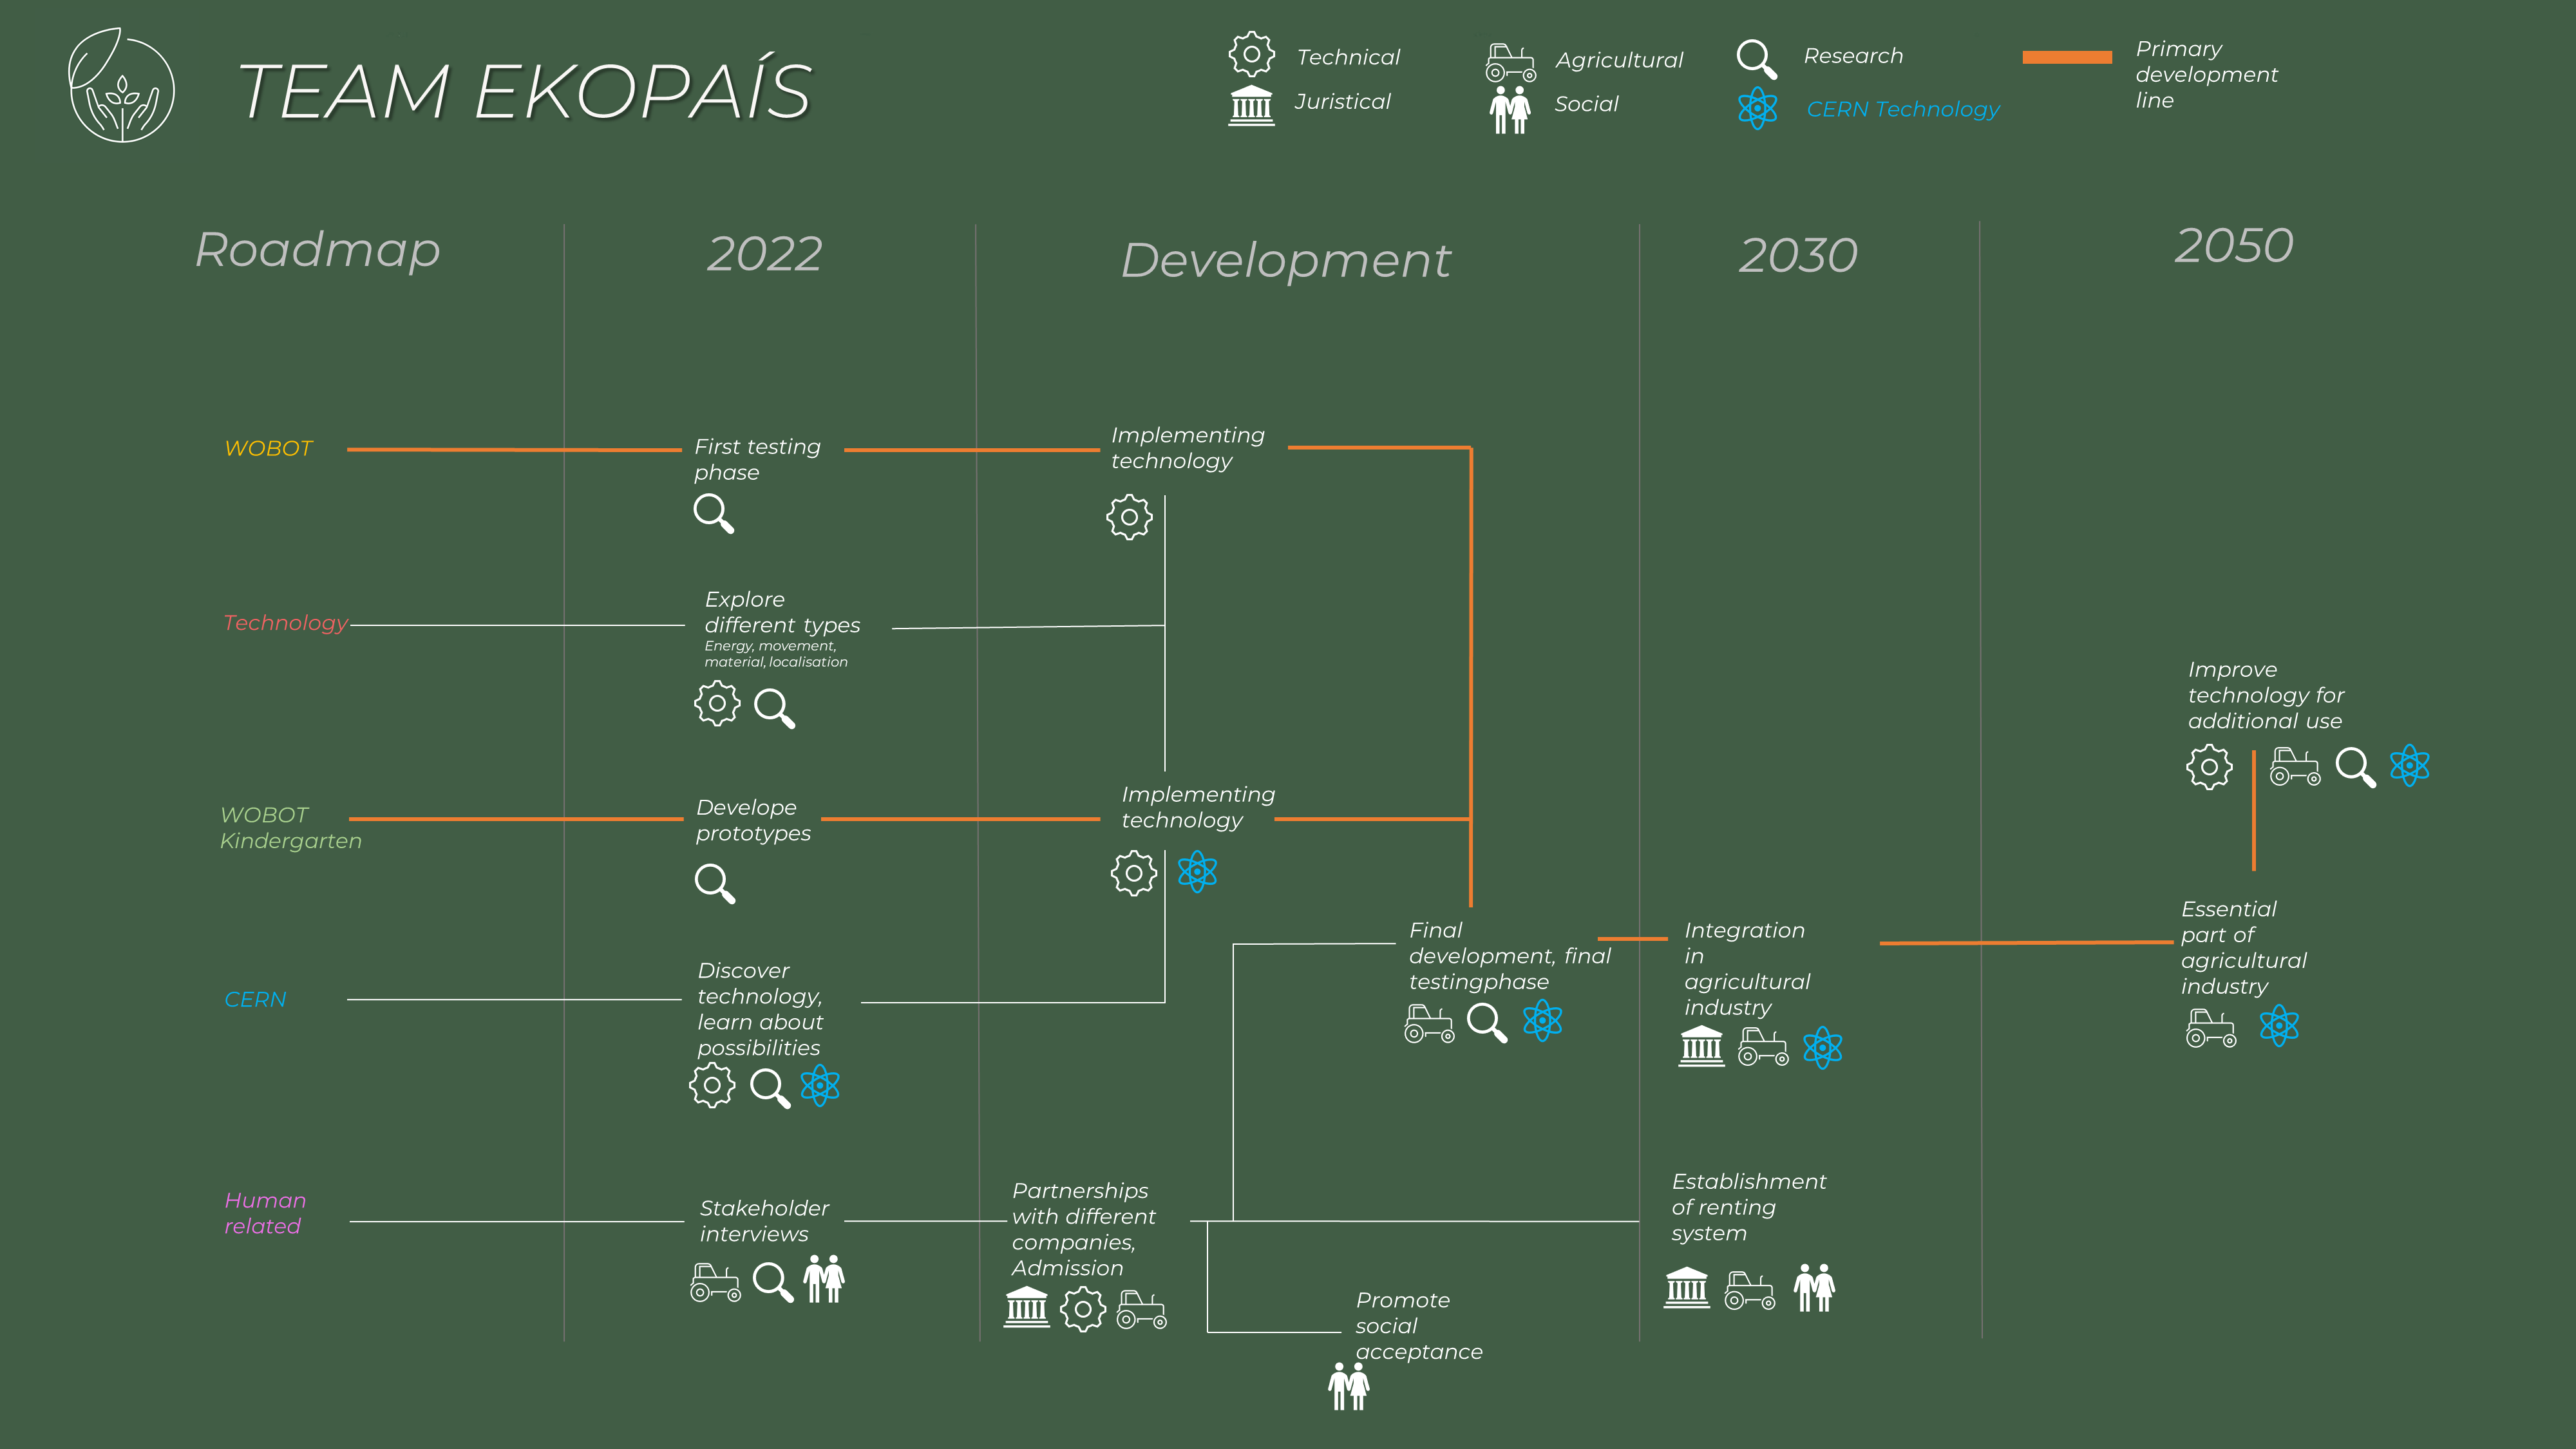 TEAM EKOPAÍS
Technical
Juristical
Agricultural
Social
Research
CERN Technology
Primary
development
line
Roadmap
2022
Development
2030
2050
WOBOT
First testing
phase
Implementing
technology
Technology
Explore
different types
Energy, movement,
material, localisation
WOBOT
Kindergarten
Develope
prototypes
Implementing
technology
CERN
Discover
technology,
learn about
possibilities
Final
development, final
testingphase
Integration
in
agricultural
industry
Essential
part of
agricultural
industry
Improve
technology for
additional use
Human
related
Stakeholder
interviews
Partnerships
with different
companies,
Admission
Promote
social
acceptance
Establishment
of renting
system